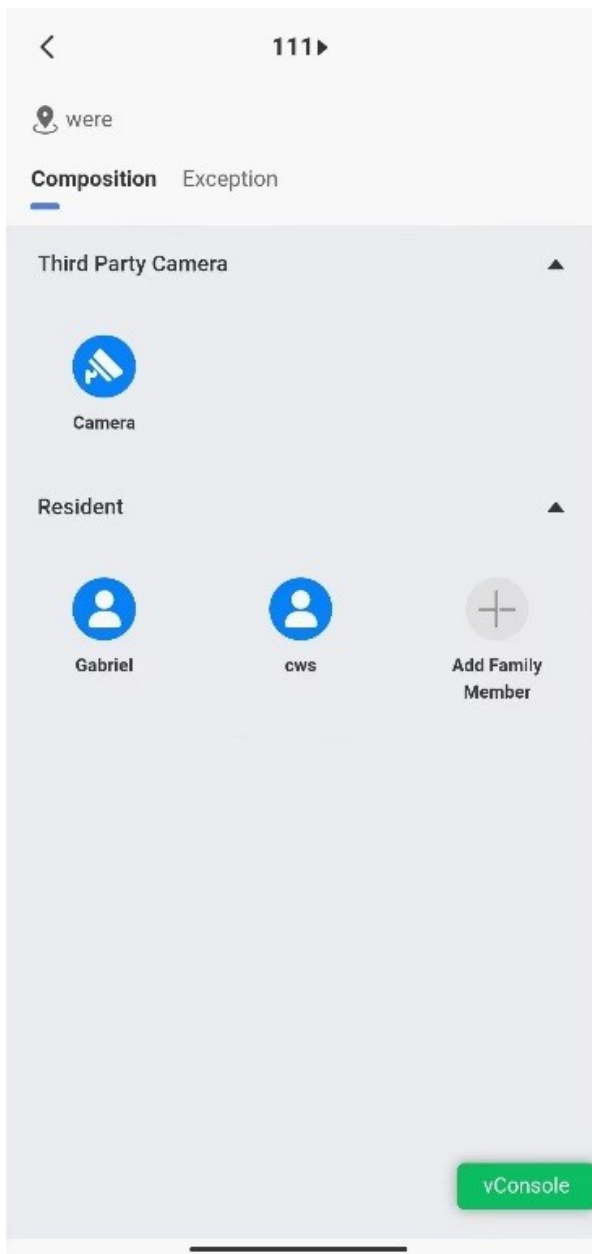 111
were
Composition Exception
Third Party Camera
Camera
Resident
Gabriel cws Add Family
Member
vConsole